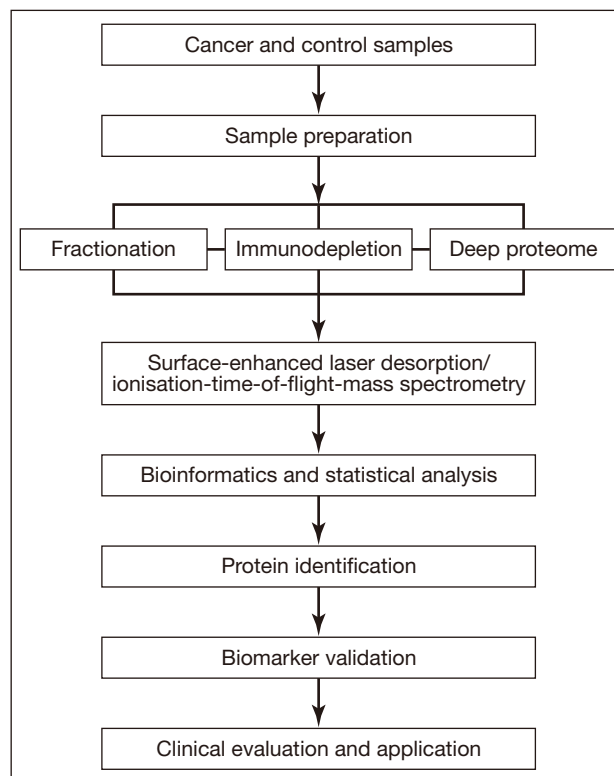 Cancer and control samples
Sample preparation
Fractionation
Immunodepletion
Deep proteome
Surface-enhanced laser desorption/
ionisation-time-of-flight-mass spectrometry
Bioinformatics and statistical analysis
Protein identification
Biomarker validation
Clinical evaluation and application